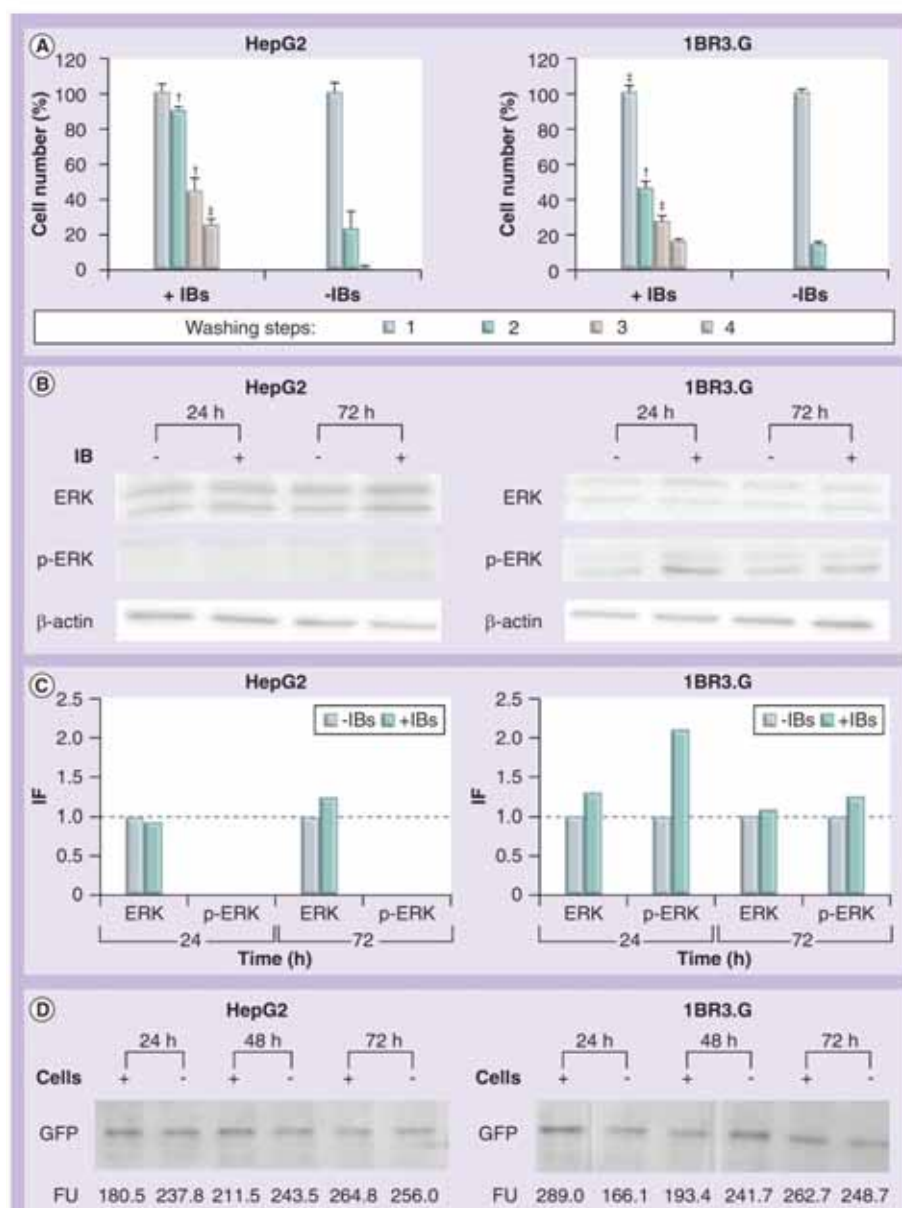 A
HepG2
1BR3.G
Cell number (%)
120
100
80
60
40
20
0
†
†
‡
+ IBs
-IBs
Cell number (%)
120
100
80
60
40
20
0
‡
†
‡
+ IBs
-IBs
Washing steps: 1 2 3 4
B
HepG2
1BR3.G
24 h 72 h
IB - + - +
ERK
p-ERK
β-actin
24 h 72 h
- + - +
ERK
p-ERK
β-actin
C
HepG2
1BR3.G
IF
2.5
2.0
1.5
1.0
0.5
0
-IBs +IBs
ERK p-ERK ERK p-ERK
24 72
Time (h)
IF
2.5
2.0
1.5
1.0
0.5
0
-IBs +IBs
ERK p-ERK ERK p-ERK
24 72
Time (h)
D
HepG2
1BR3.G
24 h 48 h 72 h
Cells + - + - + -
GFP
FU 180.5 237.8 211.5 243.5 264.8 256.0
24 h 48 h 72 h
Cells + - + - + -
GFP
FU 289.0 166.1 193.4 241.7 262.7 248.7